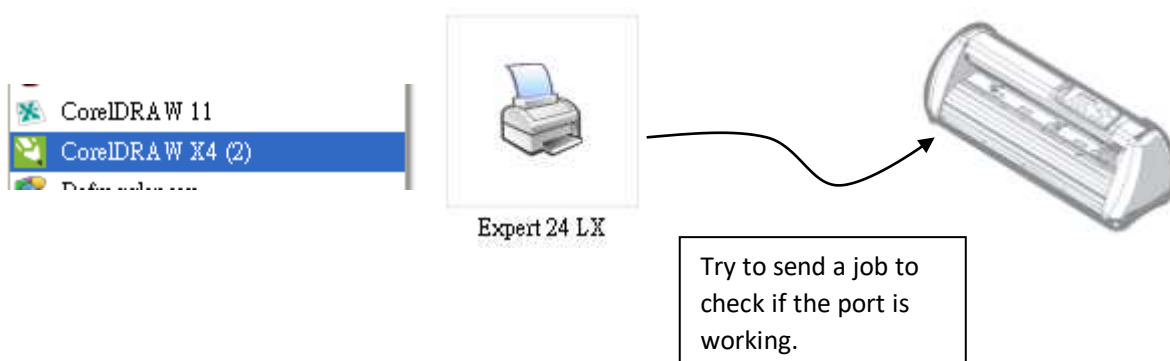 CorelDRAW 11
CorelDRAW X4 (2)
Expert 24 LX
Try to send a job to
check if the port is
working.